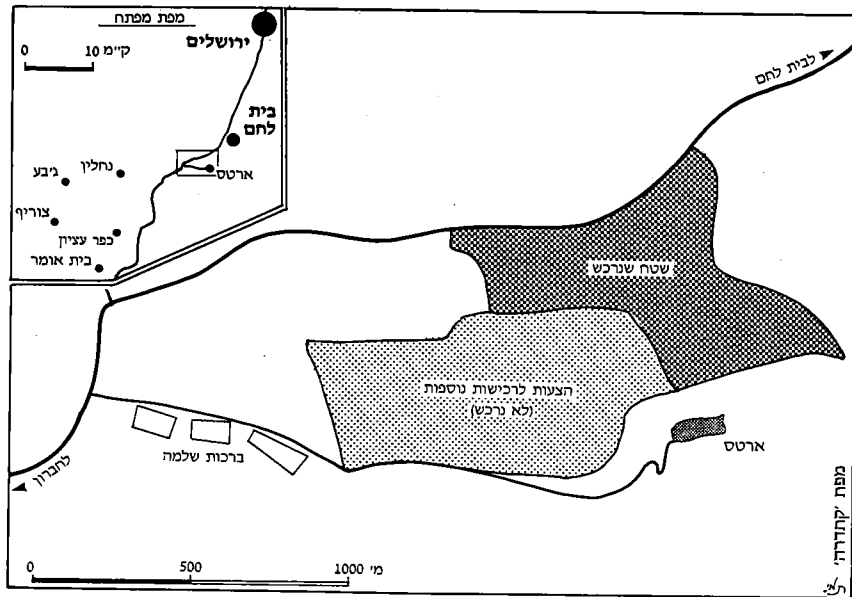 מפת מפתח
ירושלים
0 10 ק״מ
בית
לחם
ארטס
נחלין
ג׳בע
צוריף
כפר עציון
בית אומר
לבית לחם
שטח שנרכש
הצעות לרכישות נוספות
(לא נרכש)
ארטס
ברכות שלמה
לחברון
0 500 1000 מ׳
מפת ׳קתדרה׳